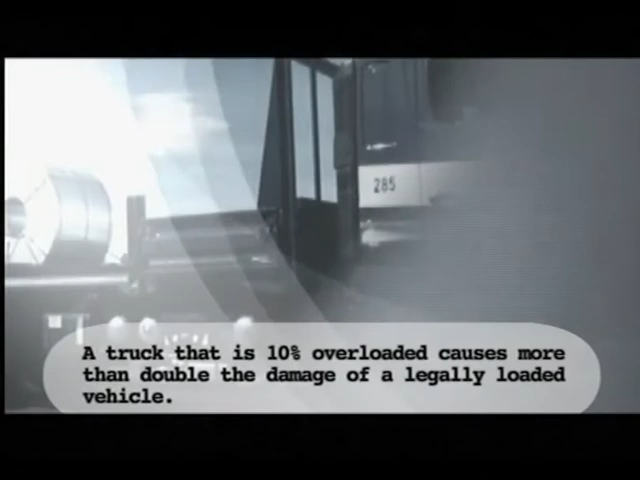 285
A truck that is 10% overloaded causes more
than double the damage of a legally loaded
vehicle.